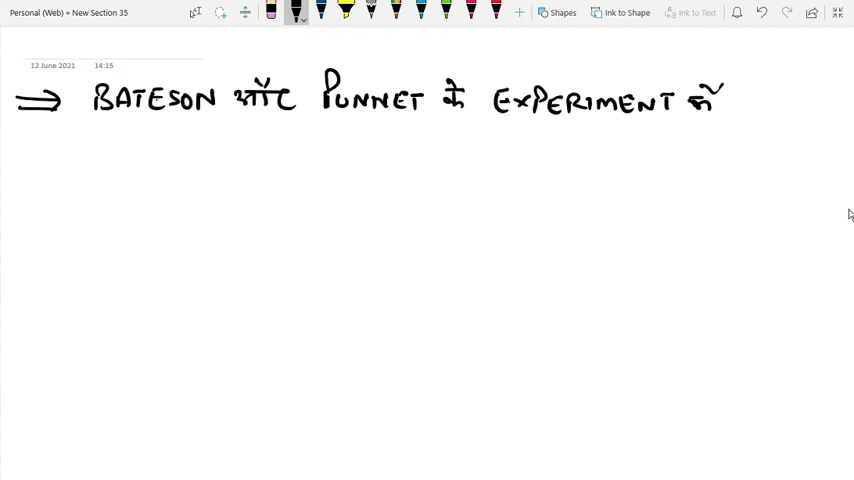 Personal (Web) » New Section 35
Shapes
Ink to Shape
Ink to Text
12 June 2021 14:15
⇒ BATESON और PUNNET के EXPERIMENT में